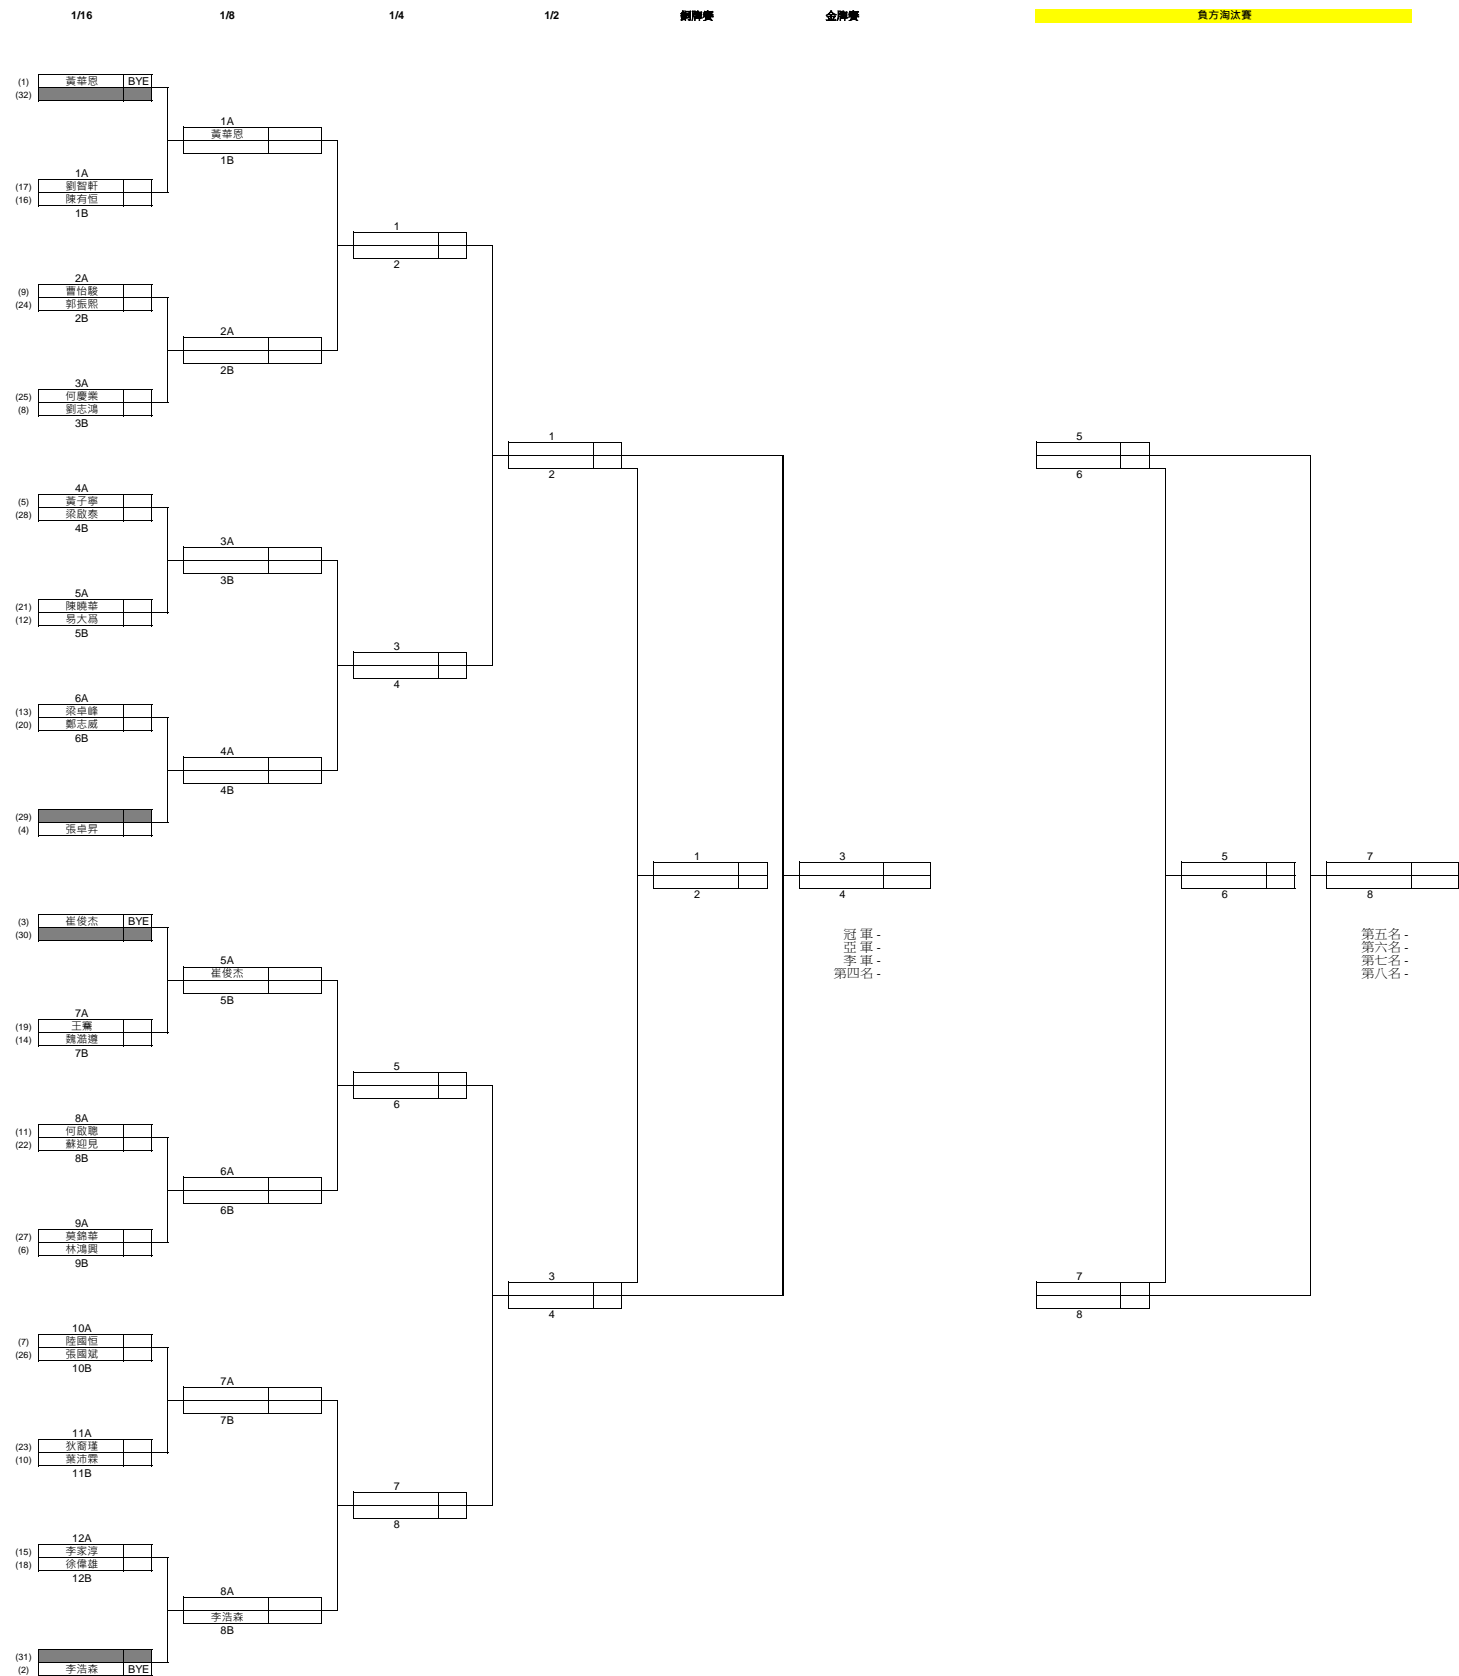 1/16 1/8 1/4 1/2 銅牌賽 金牌賽 負方淘汰賽
(1) 黃華恩 BYE
(32)
1A
黃華恩
1B
1A
(17) 劉智軒
(16) 陳有恒
1B
1
2
2A
(9) 曹怡駿
(24) 郭振熙
2B
2A
2B
3A
(25) 何慶業
(8) 劉志鴻
3B
1
2
5
6
4A
(5) 黃子寧
(28) 梁啟泰
4B
3A
3B
5A
(21) 陳曉華
(12) 易大爲
5B
3
4
6A
(13) 梁卓峰
(20) 鄭志威
6B
4A
4B
(29)
(4) 張卓昇
1
2
3
4
5
6
7
8
(3) 崔俊杰 BYE
(30)
冠 軍 -
亞 軍 -
季 軍 -
第四名 -
第五名 -
第六名 -
第七名 -
第八名 -
5A
崔俊杰
5B
7A
(19) 王騫
(14) 魏澔遵
7B
5
6
8A
(11) 何啟聰
(22) 蘇迎見
8B
6A
6B
9A
(27) 莫錦華
(6) 林鴻興
9B
3
4
7
8
10A
(7) 陸國恒
(26) 張國斌
10B
7A
7B
11A
(23) 狄裔瑾
(10) 葉沛霖
11B
7
8
12A
(15) 李家淳
(18) 徐偉雄
12B
8A
李浩森
8B
(31)
(2) 李浩森 BYE